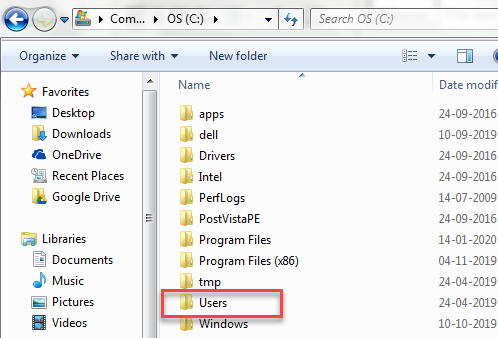 Com... ▸ OS (C:) ▸
Search OS (C:)
Organize ▾ Share with ▾ New folder
Name Date modif
Favorites
Desktop
Downloads
OneDrive
Recent Places
Google Drive
Libraries
Documents
Music
Pictures
Videos
apps 24-09-2016
dell 10-09-2019
Drivers 24-09-2016
Intel 24-09-2016
PerfLogs 14-07-2009
PostVistaPE 24-09-2016
Program Files 14-01-2020
Program Files (x86) 04-11-2019
tmp 24-04-2019
Users 24-04-2019
Windows 10-10-2019